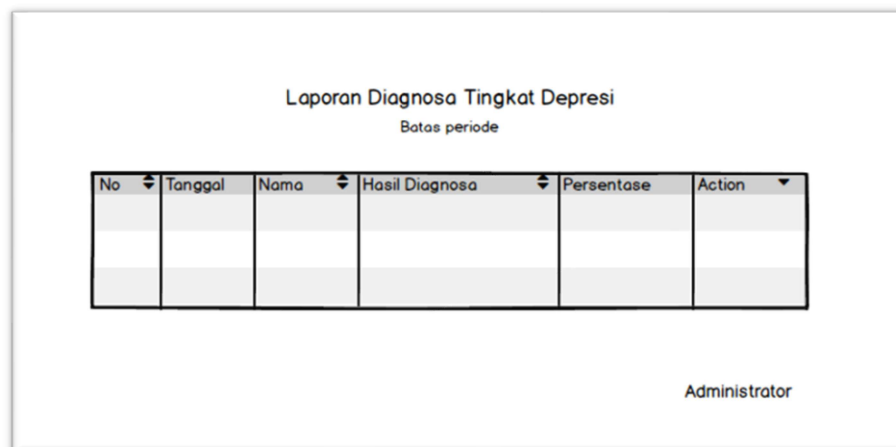 Laporan Diagnosa Tingkat Depresi
Batas periode
No Tanggal Nama Hasil Diagnosa Persentase Action
Administrator